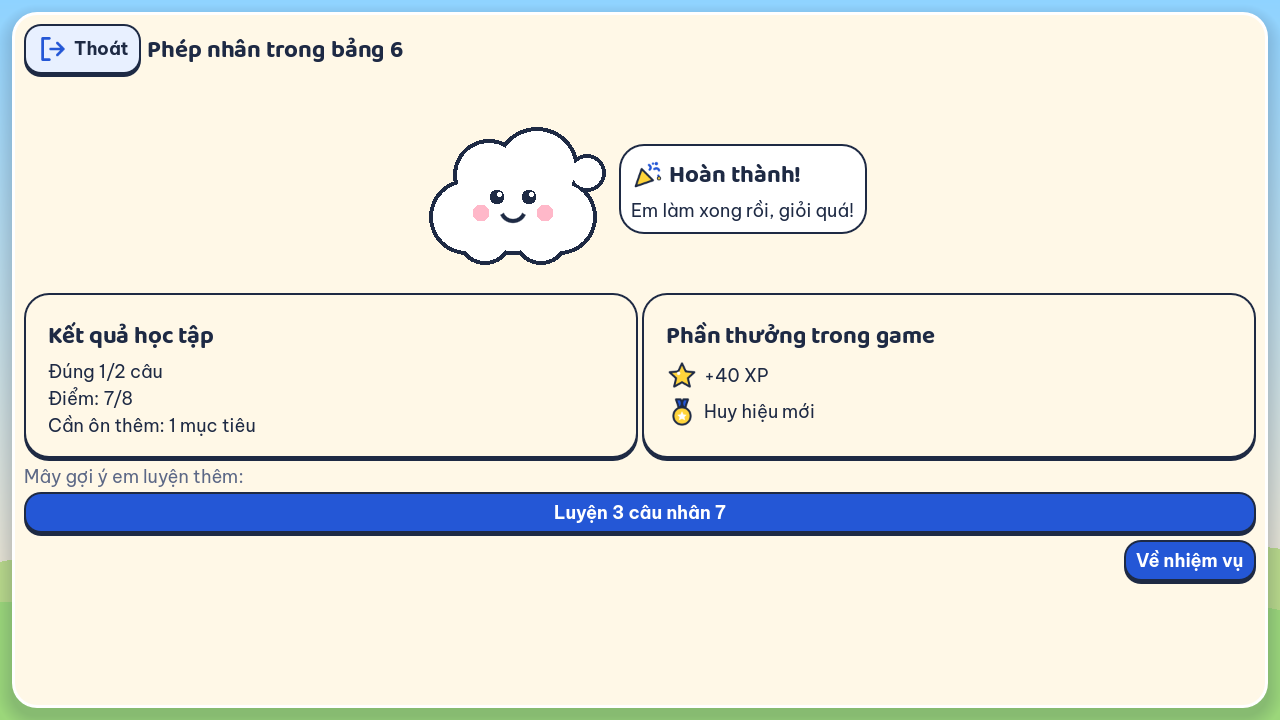 Thoát
Phép nhân trong bảng 6
Hoàn thành!
Em làm xong rồi, giỏi quá!
Kết quả học tập
Đúng 1/2 câu
Điểm: 7/8
Cần ôn thêm: 1 mục tiêu
Phần thưởng trong game
+40 XP
Huy hiệu mới
Mây gợi ý em luyện thêm:
Luyện 3 câu nhân 7
Về nhiệm vụ